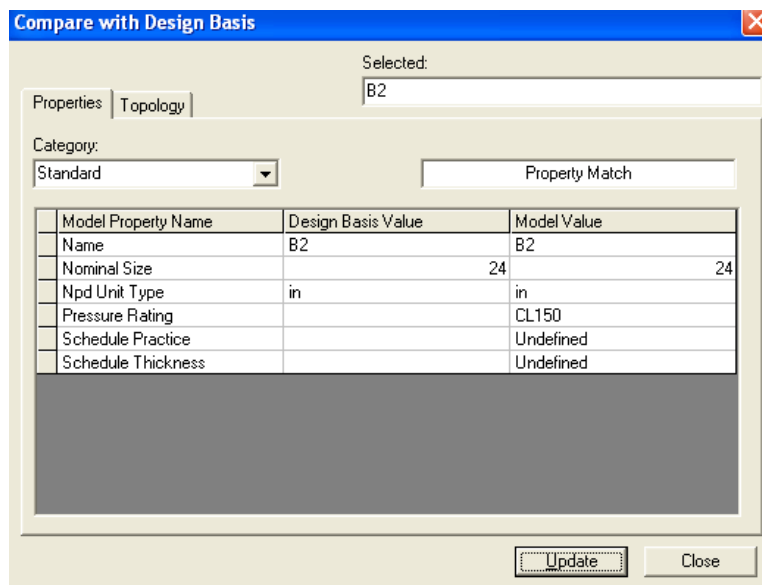 Compare with Design Basis
Selected:
B2
Properties Topology
Category:
Standard Property Match
Model Property Name Design Basis Value Model Value
Name B2 B2
Nominal Size 24 24
Npd Unit Type in in
Pressure Rating CL150
Schedule Practice Undefined
Schedule Thickness Undefined
Update Close